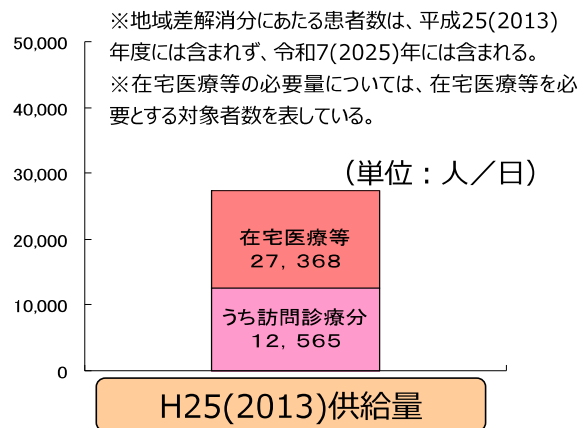 ※地域差解消分にあたる患者数は、平成25(2013)
年度には含まれず、令和7(2025)年には含まれる。
※在宅医療等の必要量については、在宅医療等を必
要とする対象者数を表している。
(単位：人／日)
50,000
40,000
30,000
20,000
10,000
0
在宅医療等
27,368
うち訪問診療分
12,565
H25(2013)供給量